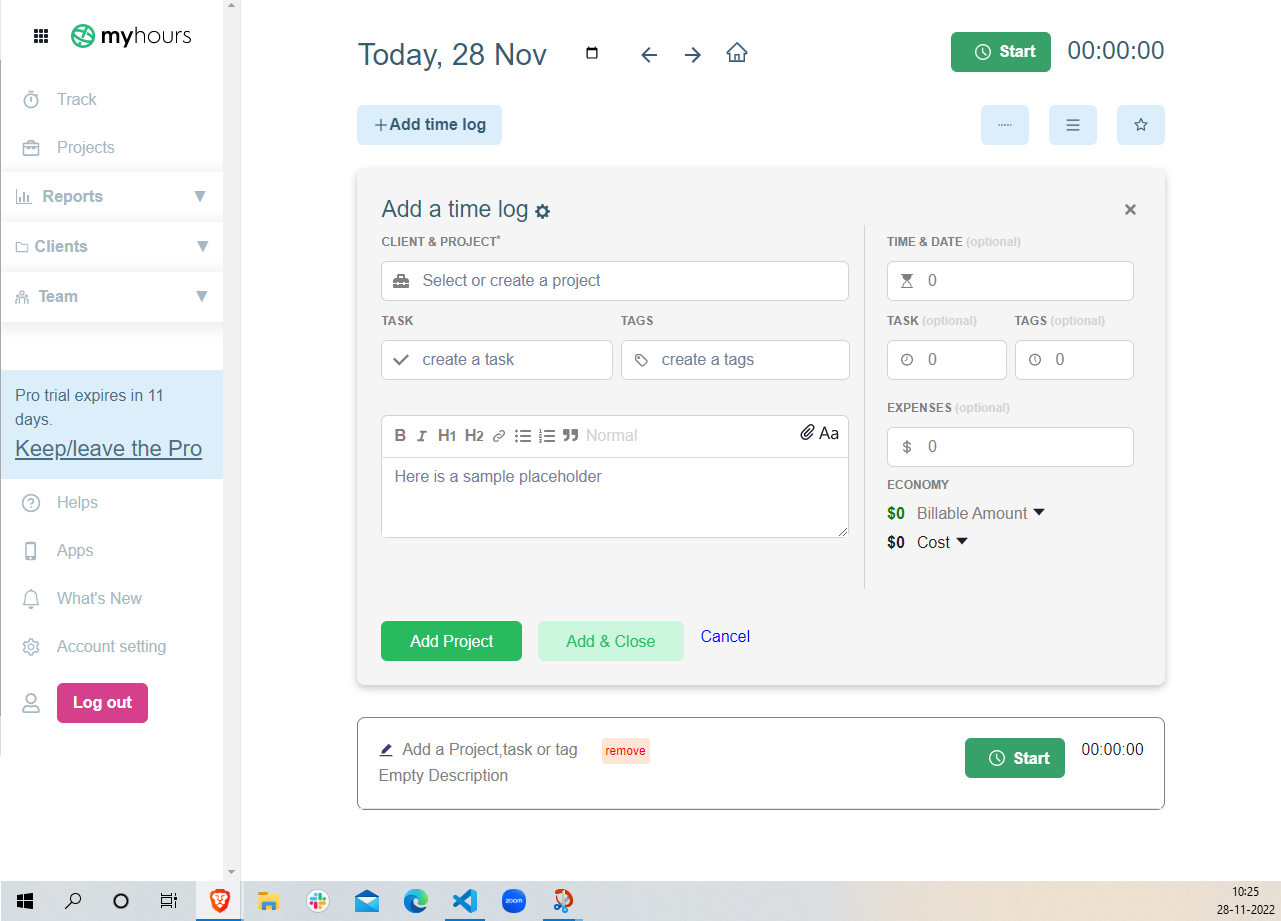 myhours
Track
Projects
Reports
Clients
Team
Pro trial expires in 11
days.
Keep/leave the Pro
Helps
Apps
What's New
Account setting
Log out
Today, 28 Nov
Start 00:00:00
+Add time log
Add a time log
CLIENT & PROJECT*
Select or create a project
TASK TAGS
create a task create a tags
B I H1 H2 Normal Aa
Here is a sample placeholder
TIME & DATE (optional)
0
TASK (optional) TAGS (optional)
0 0
EXPENSES (optional)
$ 0
ECONOMY
$0 Billable Amount
$0 Cost
Add Project Add & Close Cancel
Add a Project,task or tag remove
Empty Description
Start 00:00:00
zoom
10:25
28-11-2022